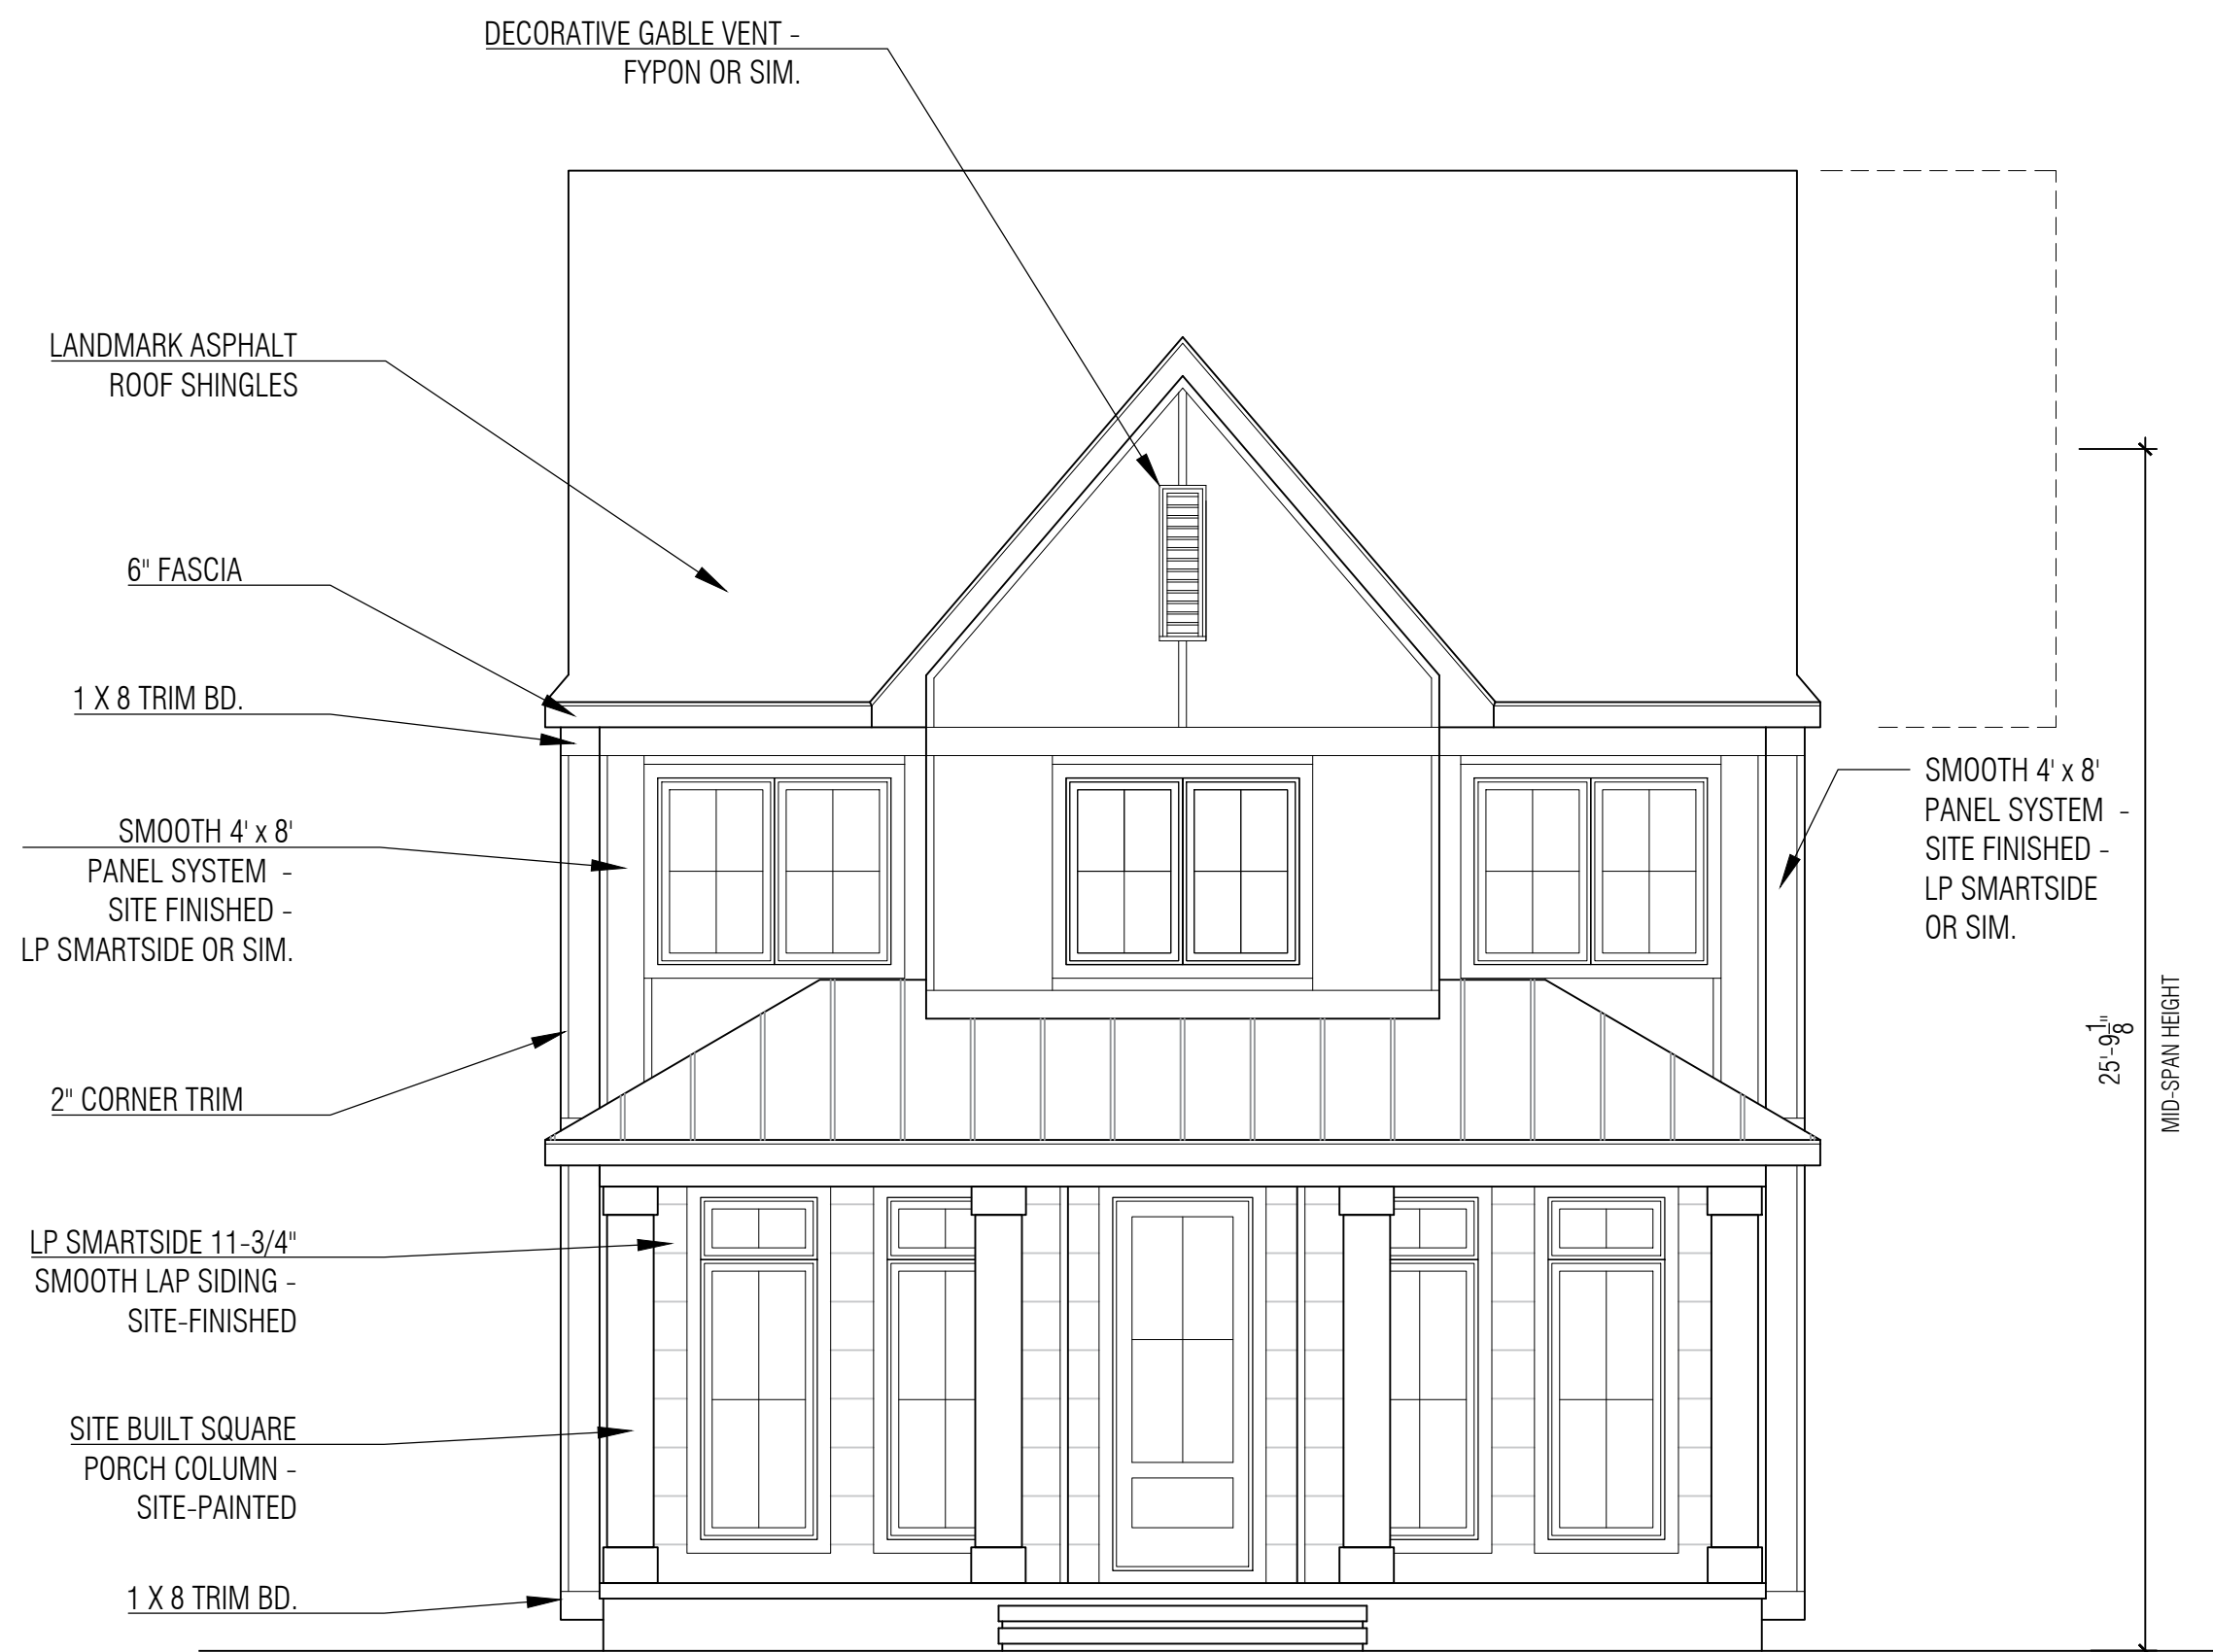 DECORATIVE GABLE VENT -
FYPON OR SIM.
LANDMARK ASPHALT
ROOF SHINGLES
6" FASCIA
1 X 8 TRIM BD.
SMOOTH 4' x 8'
PANEL SYSTEM -
SITE FINISHED -
LP SMARTSIDE OR SIM.
2" CORNER TRIM
LP SMARTSIDE 11-3/4"
SMOOTH LAP SIDING -
SITE-FINISHED
SITE BUILT SQUARE
PORCH COLUMN -
SITE-PAINTED
1 X 8 TRIM BD.
SMOOTH 4' x 8'
PANEL SYSTEM -
SITE FINISHED -
LP SMARTSIDE
OR SIM.
25'-9 1/8"
MID-SPAN HEIGHT